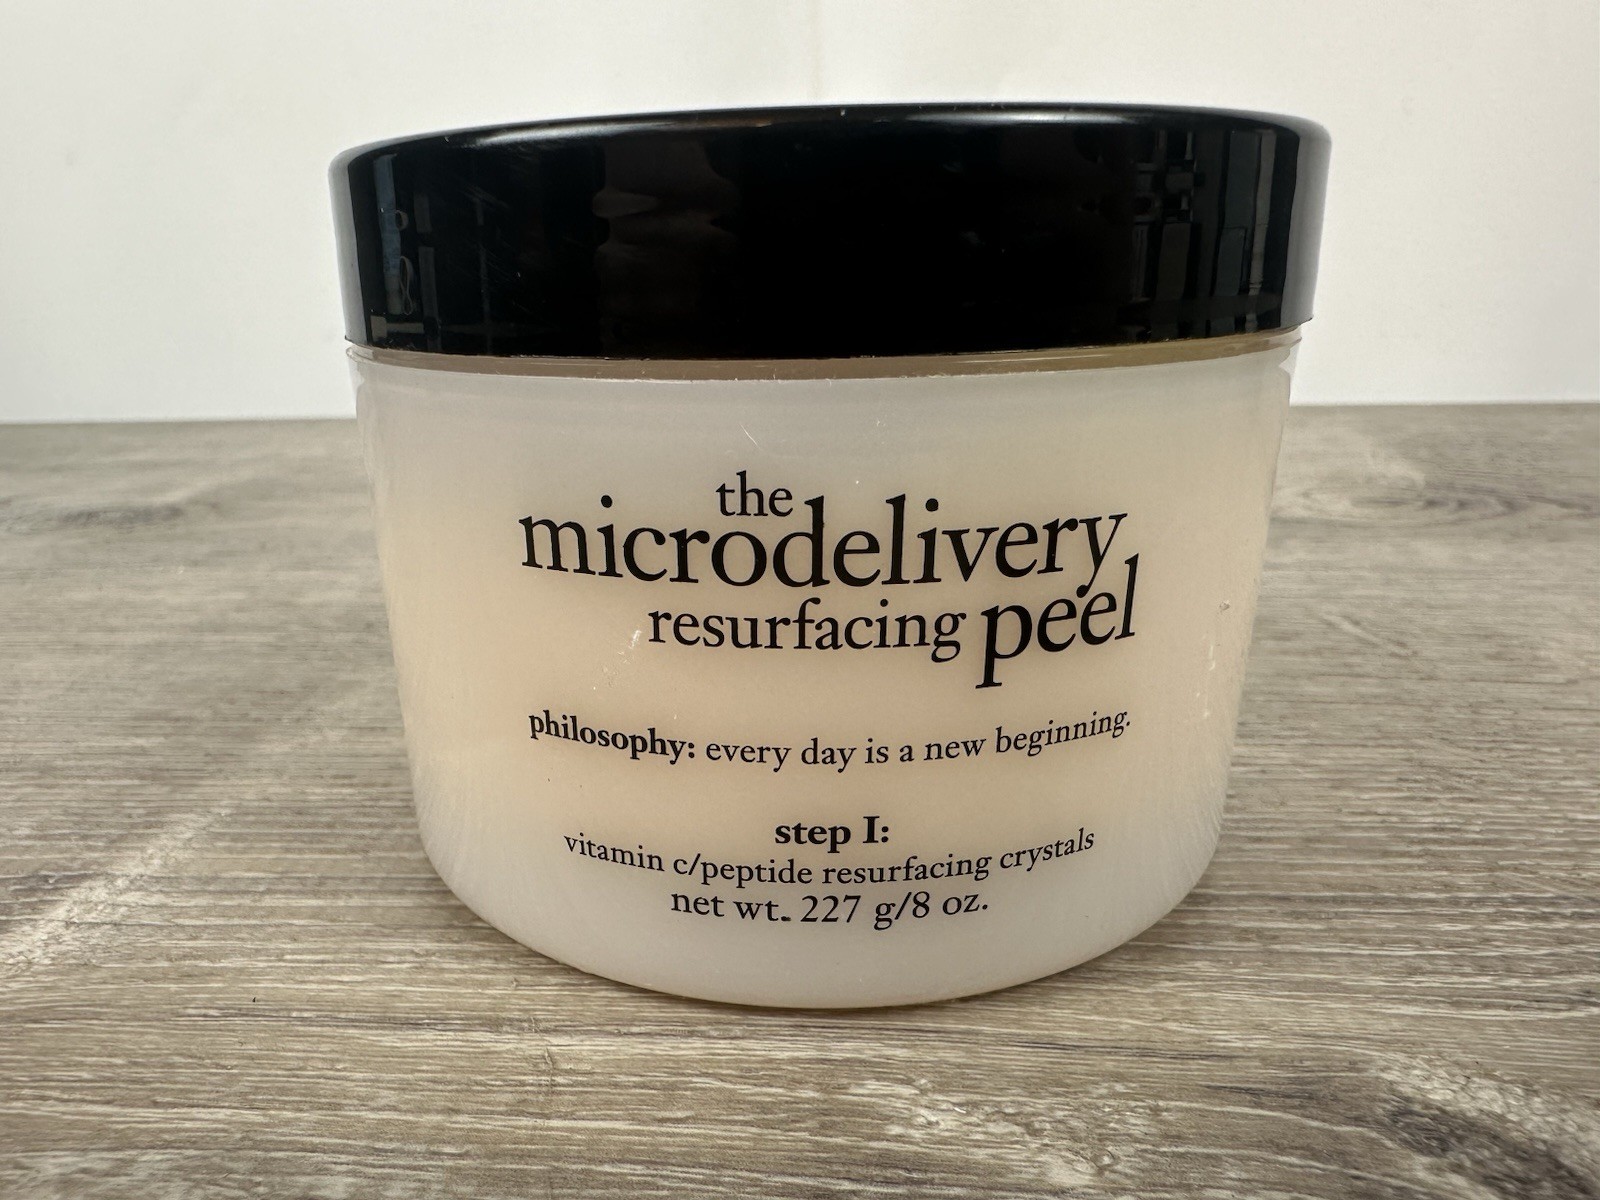 the
microdelivery
resurfacing peel
philosophy: every day is a new beginning.
step I:
vitamin c/peptide resurfacing crystals
net wt. 227 g/8 oz.